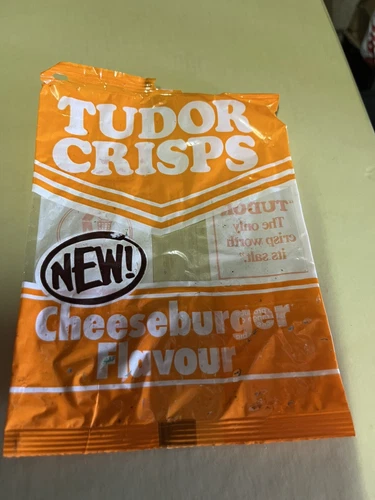 TUDOR
CRISPS
"TUDOR
The only
crisp worth
its salt."
NEW!
Cheeseburger
Flavour